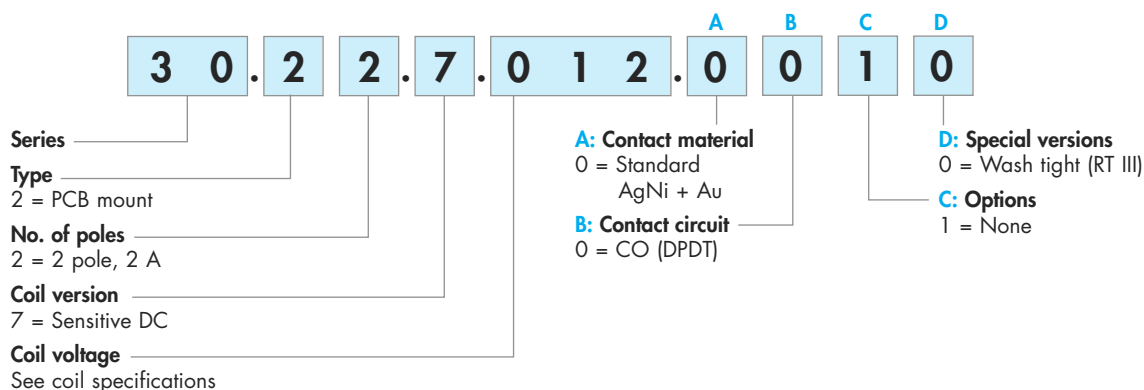 A B C D
3 0 . 2 2 . 7 . 0 1 2 . 0 0 1 0
Series
Type
2 = PCB mount
No. of poles
2 = 2 pole, 2 A
Coil version
7 = Sensitive DC
Coil voltage
See coil specifications
A: Contact material
0 = Standard
AgNi + Au
B: Contact circuit
0 = CO (DPDT)
D: Special versions
0 = Wash tight (RT III)
C: Options
1 = None